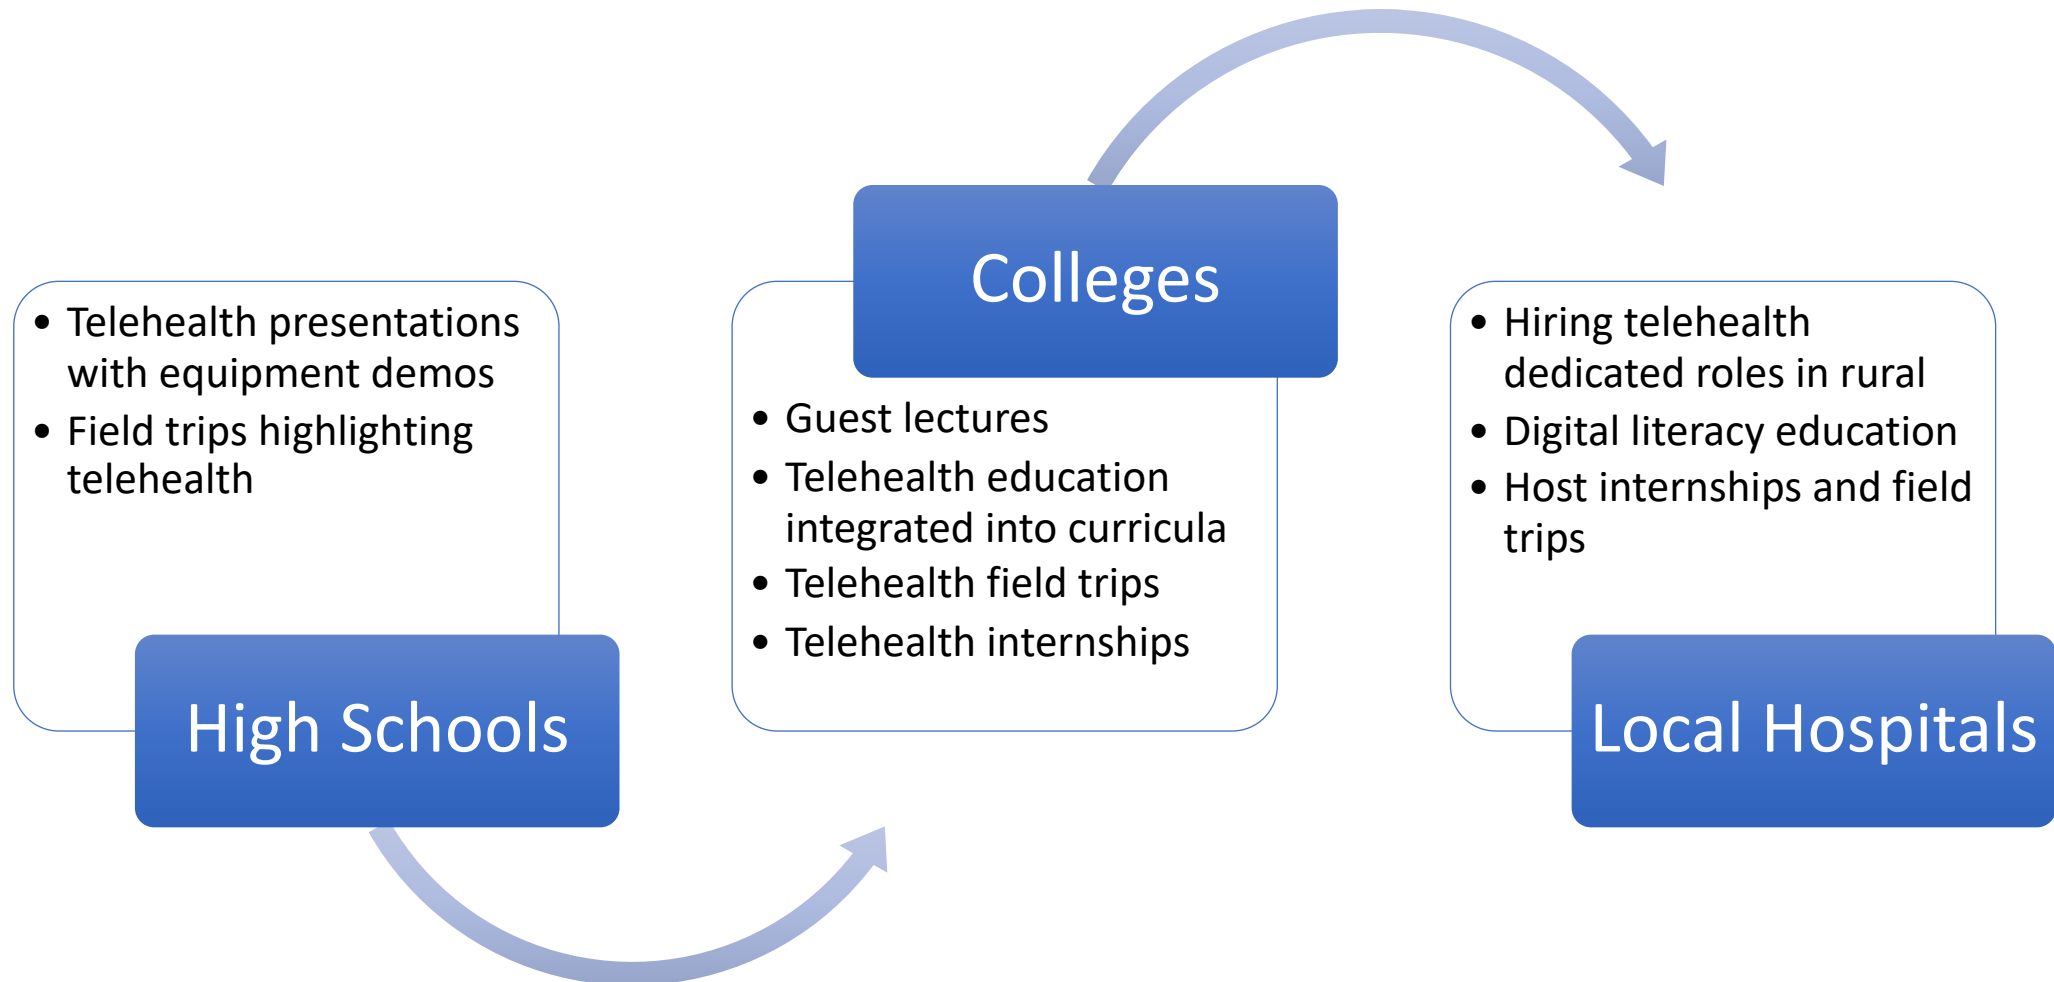 • Telehealth presentations
with equipment demos
• Field trips highlighting
telehealth
High Schools
Colleges
• Guest lectures
• Telehealth education
integrated into curricula
• Telehealth field trips
• Telehealth internships
• Hiring telehealth
dedicated roles in rural
• Digital literacy education
• Host internships and field
trips
Local Hospitals